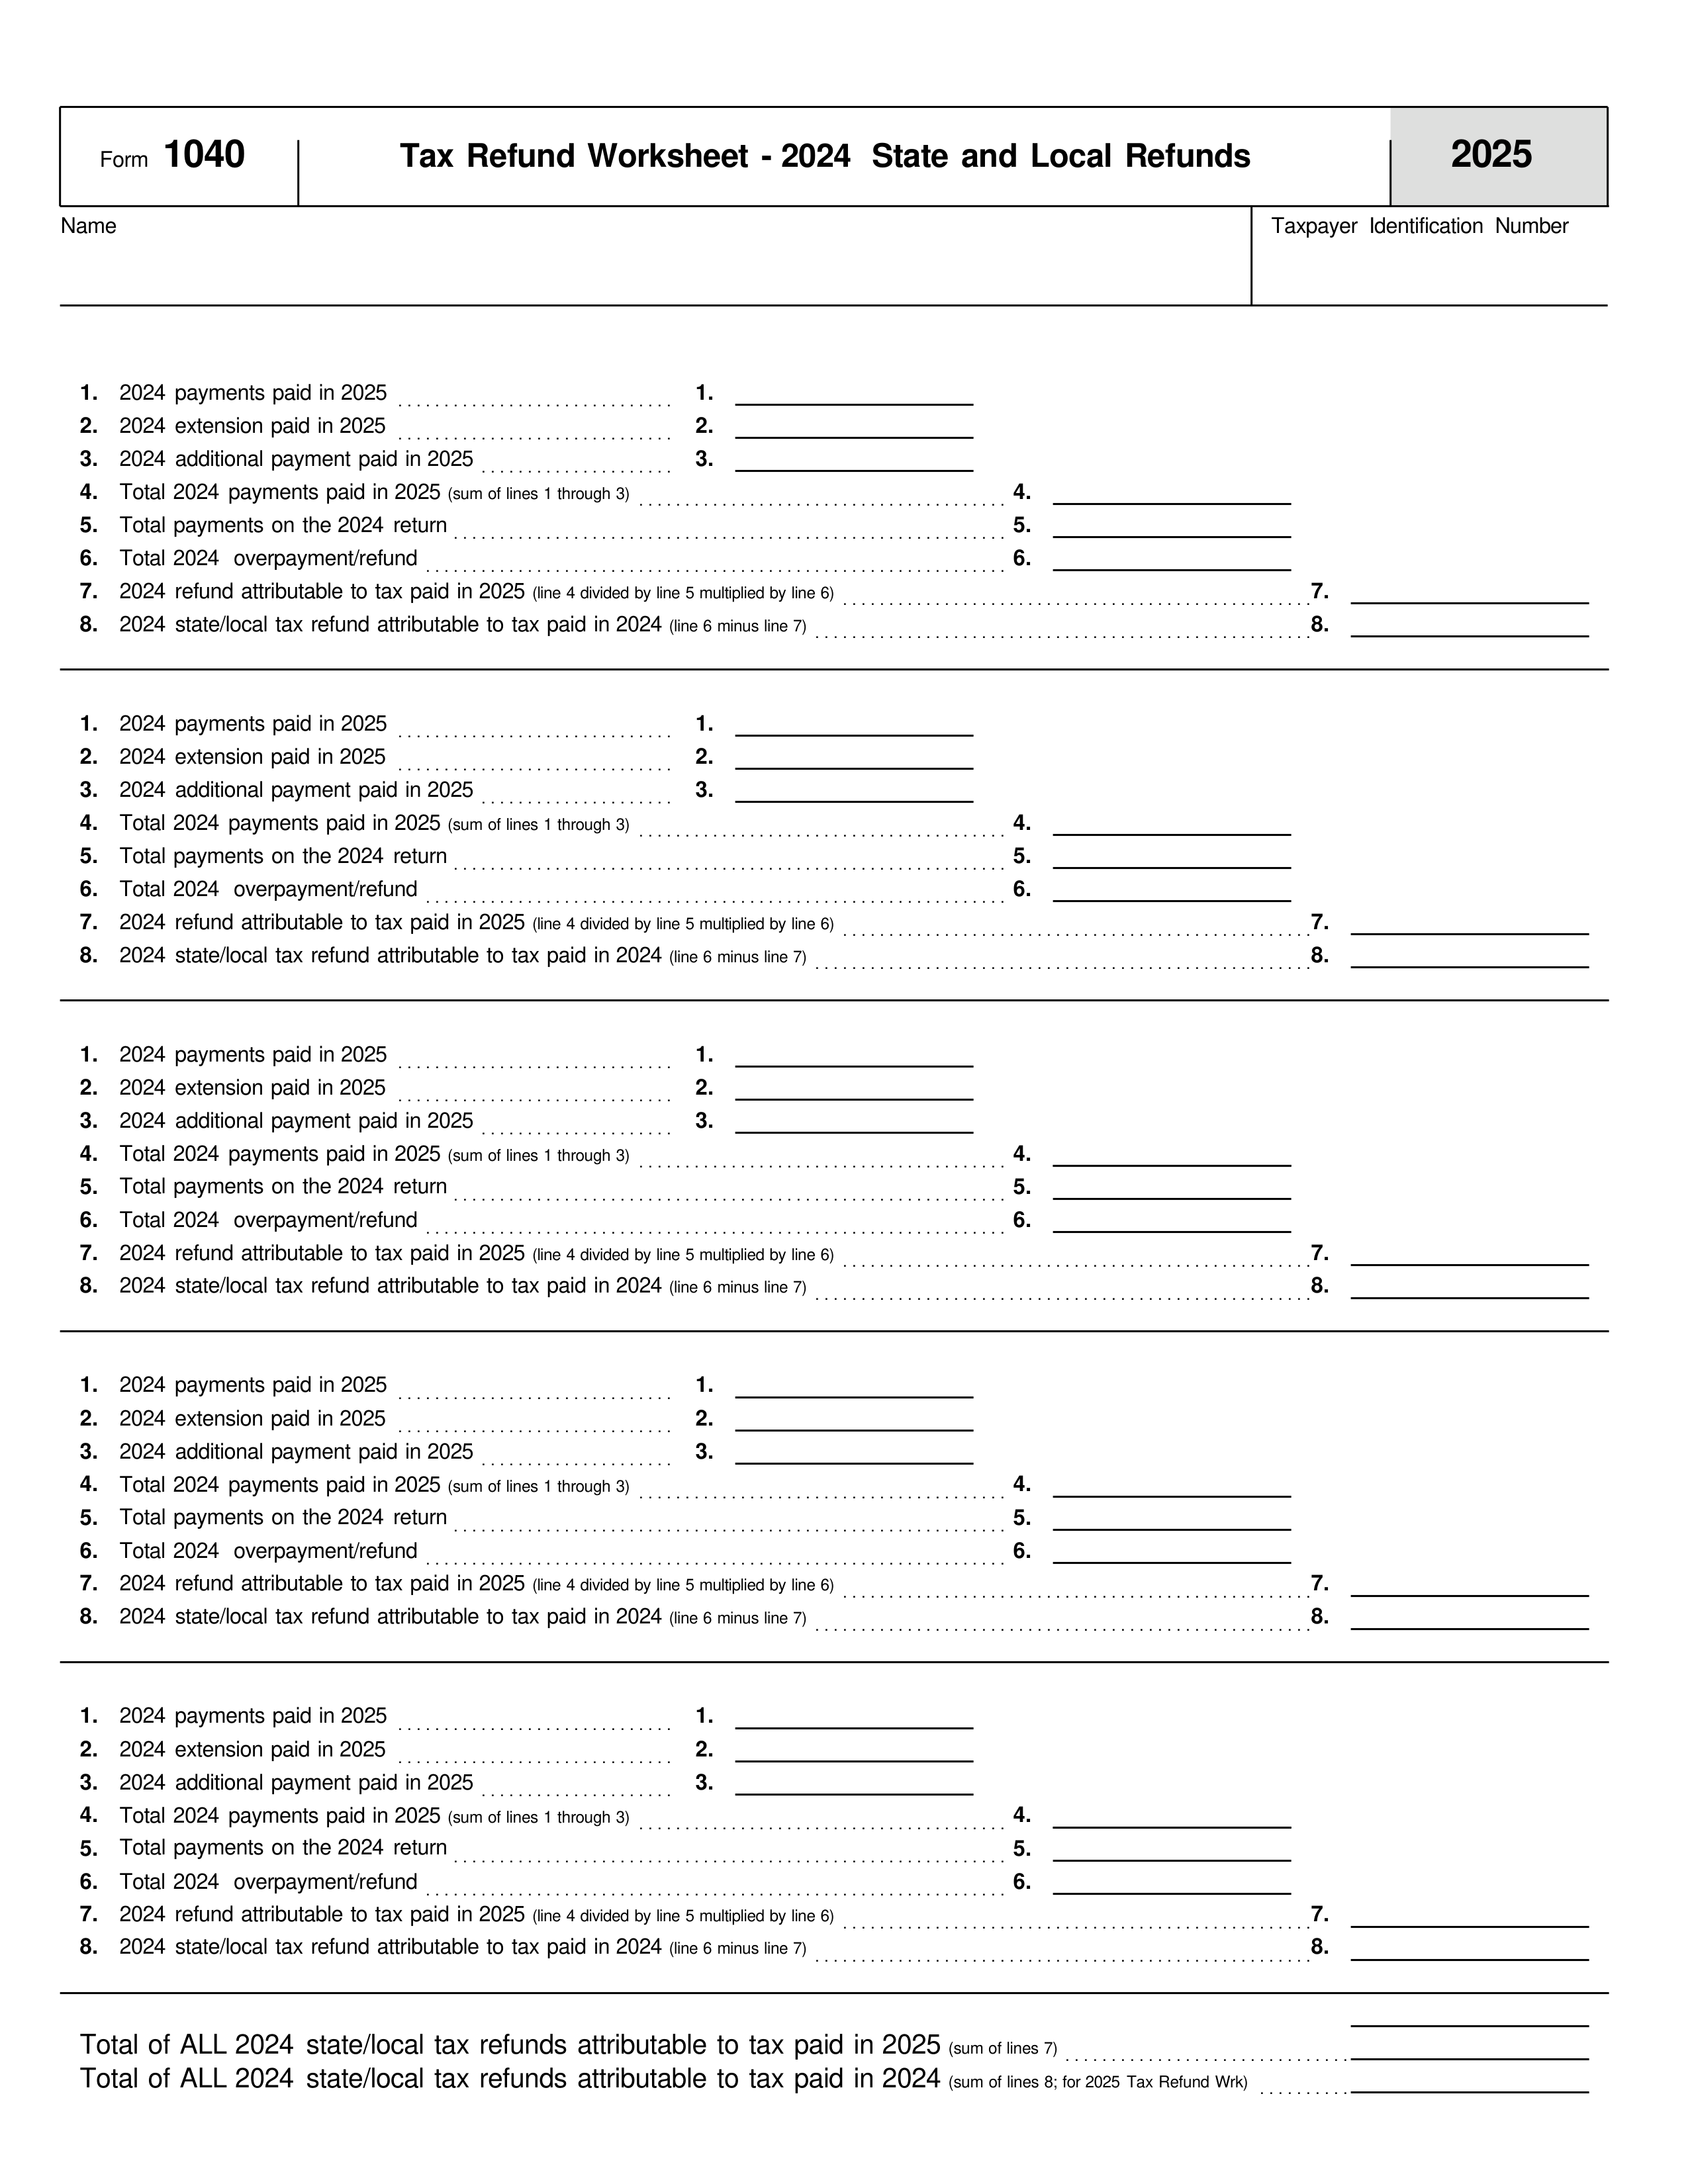 Form 1040 Tax Refund Worksheet - 2024 State and Local Refunds 2025
Name Taxpayer Identification Number
1. 2024 payments paid in 2025 1.
2. 2024 extension paid in 2025 2.
3. 2024 additional payment paid in 2025 3.
4. Total 2024 payments paid in 2025 (sum of lines 1 through 3) 4.
5. Total payments on the 2024 return 5.
6. Total 2024 overpayment/refund 6.
7. 2024 refund attributable to tax paid in 2025 (line 4 divided by line 5 multiplied by line 6) 7.
8. 2024 state/local tax refund attributable to tax paid in 2024 (line 6 minus line 7) 8.
1. 2024 payments paid in 2025 1.
2. 2024 extension paid in 2025 2.
3. 2024 additional payment paid in 2025 3.
4. Total 2024 payments paid in 2025 (sum of lines 1 through 3) 4.
5. Total payments on the 2024 return 5.
6. Total 2024 overpayment/refund 6.
7. 2024 refund attributable to tax paid in 2025 (line 4 divided by line 5 multiplied by line 6) 7.
8. 2024 state/local tax refund attributable to tax paid in 2024 (line 6 minus line 7) 8.
1. 2024 payments paid in 2025 1.
2. 2024 extension paid in 2025 2.
3. 2024 additional payment paid in 2025 3.
4. Total 2024 payments paid in 2025 (sum of lines 1 through 3) 4.
5. Total payments on the 2024 return 5.
6. Total 2024 overpayment/refund 6.
7. 2024 refund attributable to tax paid in 2025 (line 4 divided by line 5 multiplied by line 6) 7.
8. 2024 state/local tax refund attributable to tax paid in 2024 (line 6 minus line 7) 8.
1. 2024 payments paid in 2025 1.
2. 2024 extension paid in 2025 2.
3. 2024 additional payment paid in 2025 3.
4. Total 2024 payments paid in 2025 (sum of lines 1 through 3) 4.
5. Total payments on the 2024 return 5.
6. Total 2024 overpayment/refund 6.
7. 2024 refund attributable to tax paid in 2025 (line 4 divided by line 5 multiplied by line 6) 7.
8. 2024 state/local tax refund attributable to tax paid in 2024 (line 6 minus line 7) 8.
1. 2024 payments paid in 2025 1.
2. 2024 extension paid in 2025 2.
3. 2024 additional payment paid in 2025 3.
4. Total 2024 payments paid in 2025 (sum of lines 1 through 3) 4.
5. Total payments on the 2024 return 5.
6. Total 2024 overpayment/refund 6.
7. 2024 refund attributable to tax paid in 2025 (line 4 divided by line 5 multiplied by line 6) 7.
8. 2024 state/local tax refund attributable to tax paid in 2024 (line 6 minus line 7) 8.
Total of ALL 2024 state/local tax refunds attributable to tax paid in 2025 (sum of lines 7)
Total of ALL 2024 state/local tax refunds attributable to tax paid in 2024 (sum of lines 8; for 2025 Tax Refund Wrk)